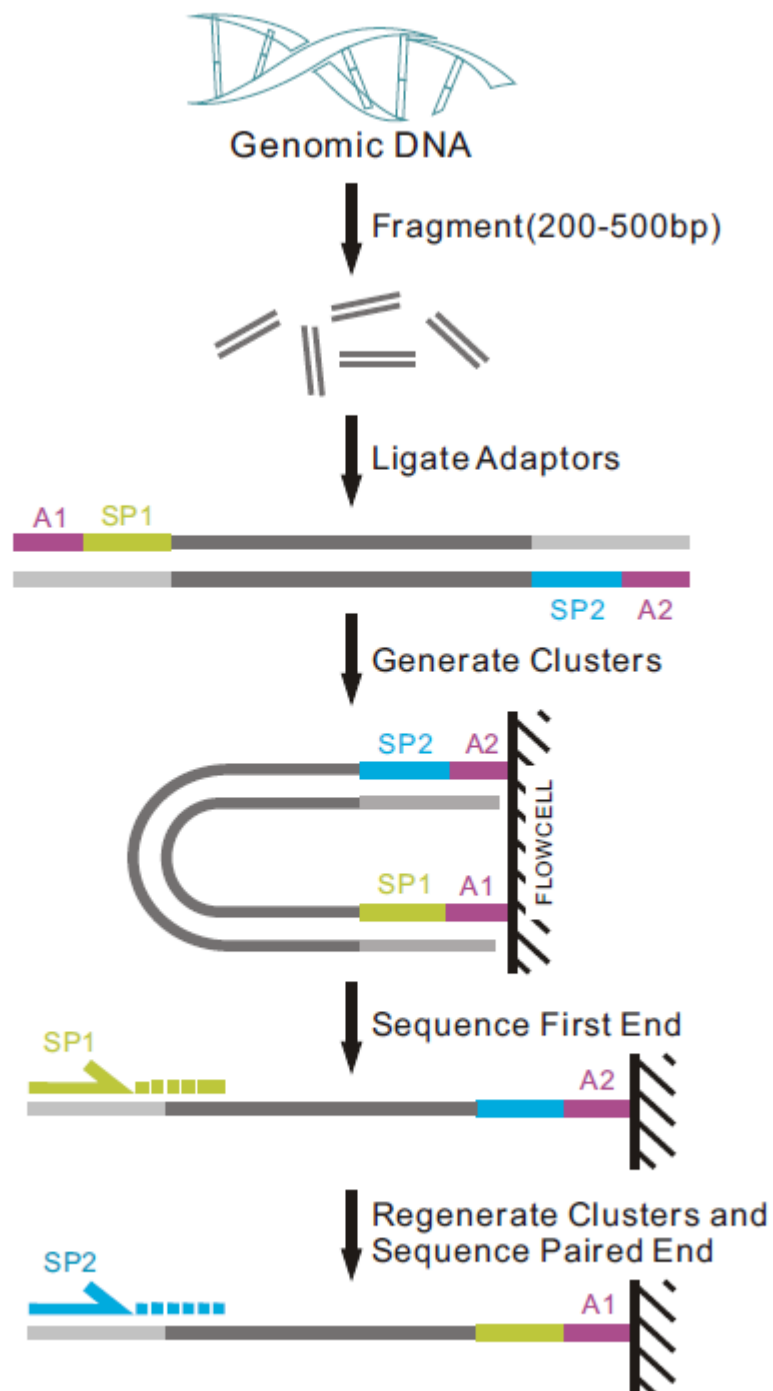 Genomic DNA
Fragment(200-500bp)
Ligate Adaptors
A1 SP1
SP2 A2
Generate Clusters
SP2 A2
FLOWCELL
SP1 A1
Sequence First End
SP1
A2
Regenerate Clusters and
Sequence Paired End
SP2
A1